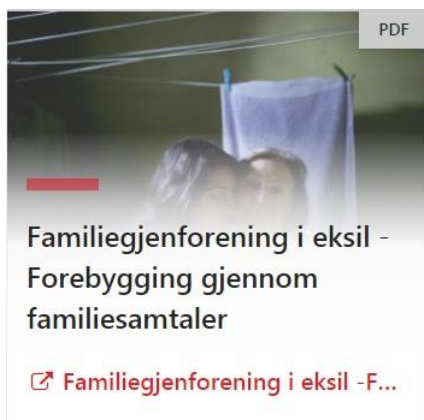 PDF
Familiegjenforening i eksil -
Forebygging gjennom
familiesamtaler
Familiegjenforening i eksil -F...